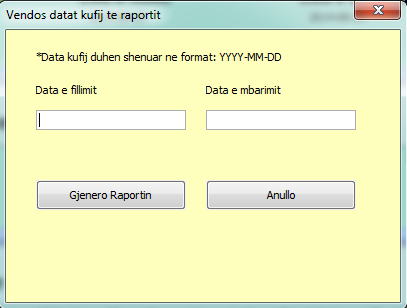 Vendos datat kufij te raportit
*Data kufij duhen shenuar ne format: YYYY-MM-DD
Data e fillimit
Data e mbarimit
Gjenero Raportin
Anullo